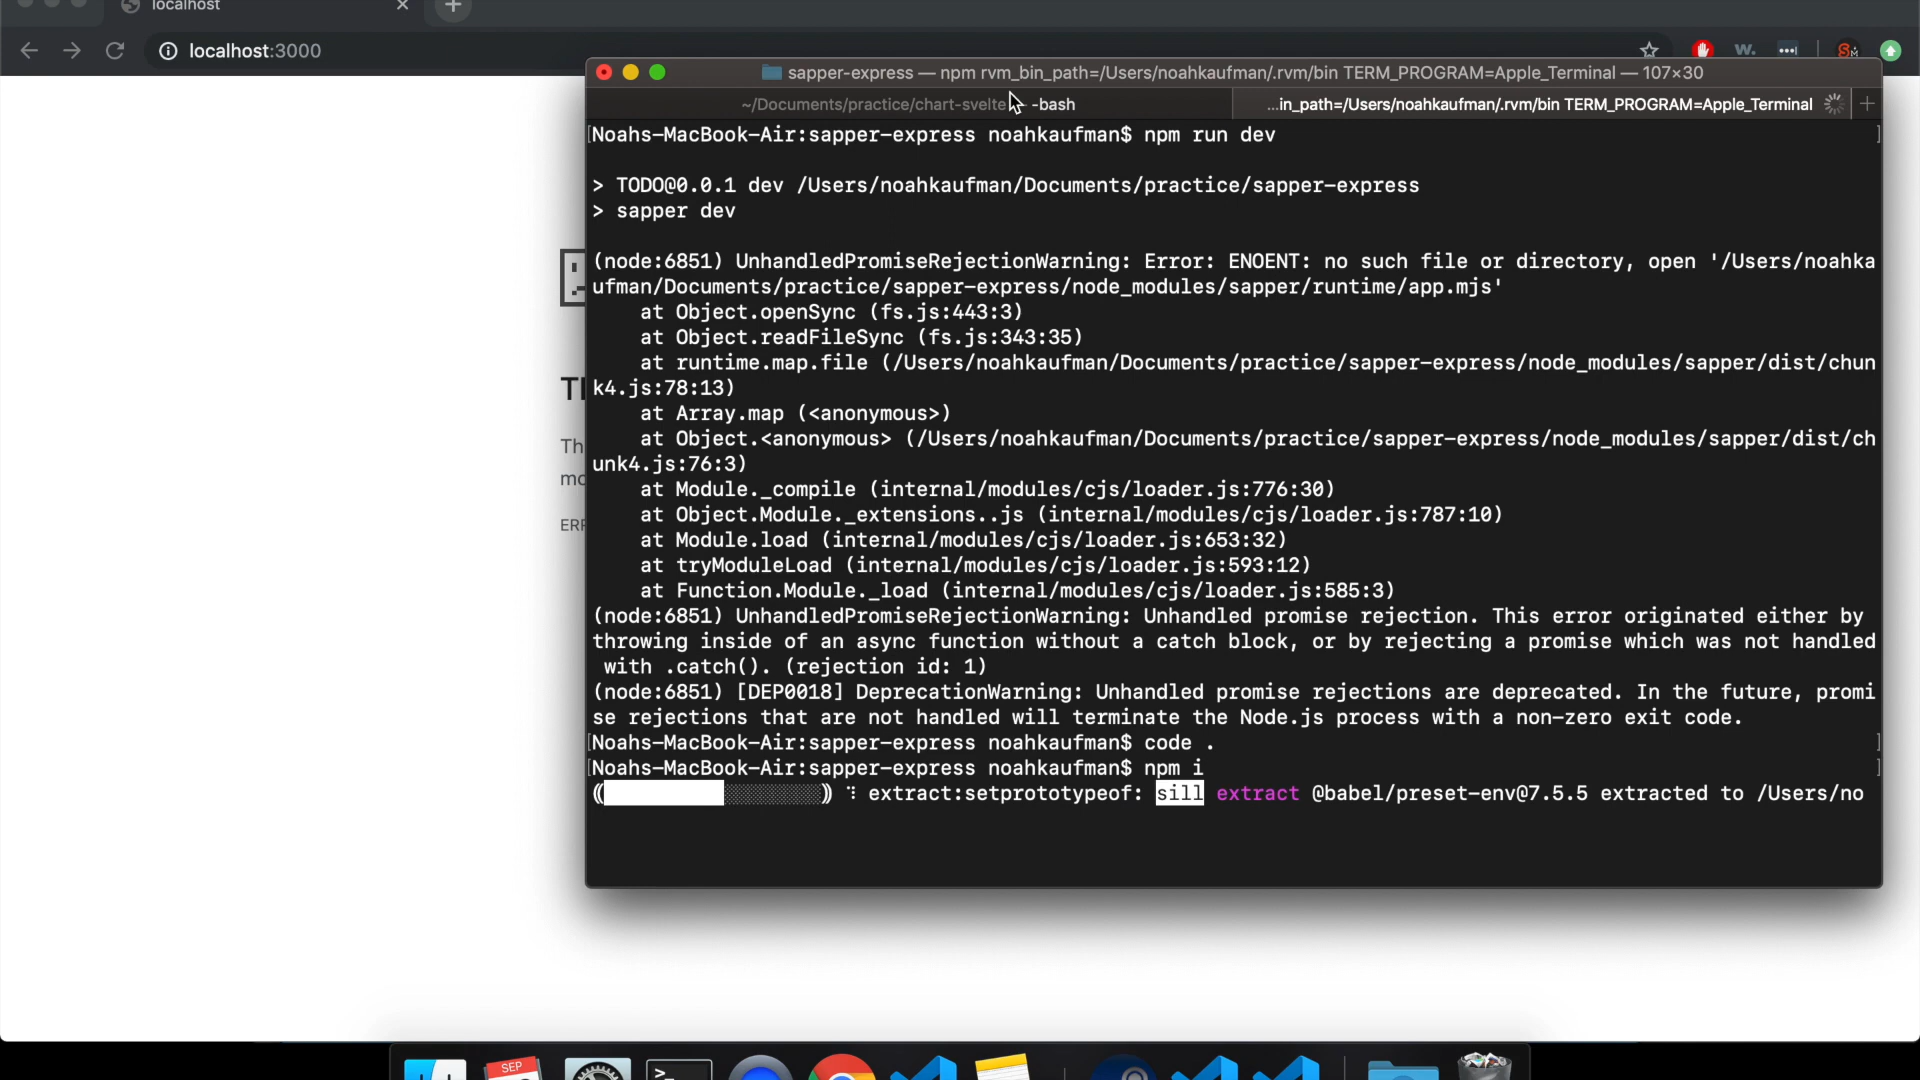 localhost
localhost:3000
sapper-express — npm rvm_bin_path=/Users/noahkaufman/.rvm/bin TERM_PROGRAM=Apple_Terminal — 107×30
~/Documents/practice/chart-svelte -bash
...in_path=/Users/noahkaufman/.rvm/bin TERM_PROGRAM=Apple_Terminal
[Noahs-MacBook-Air:sapper-express noahkaufman$ npm run dev ]
> TODO@0.0.1 dev /Users/noahkaufman/Documents/practice/sapper-express
> sapper dev
(node:6851) UnhandledPromiseRejectionWarning: Error: ENOENT: no such file or directory, open '/Users/noahka
ufman/Documents/practice/sapper-express/node_modules/sapper/runtime/app.mjs'
at Object.openSync (fs.js:443:3)
at Object.readFileSync (fs.js:343:35)
at runtime.map.file (/Users/noahkaufman/Documents/practice/sapper-express/node_modules/sapper/dist/chun
k4.js:78:13)
at Array.map (<anonymous>)
at Object.<anonymous> (/Users/noahkaufman/Documents/practice/sapper-express/node_modules/sapper/dist/ch
unk4.js:76:3)
at Module._compile (internal/modules/cjs/loader.js:776:30)
at Object.Module._extensions..js (internal/modules/cjs/loader.js:787:10)
at Module.load (internal/modules/cjs/loader.js:653:32)
at tryModuleLoad (internal/modules/cjs/loader.js:593:12)
at Function.Module._load (internal/modules/cjs/loader.js:585:3)
(node:6851) UnhandledPromiseRejectionWarning: Unhandled promise rejection. This error originated either by
throwing inside of an async function without a catch block, or by rejecting a promise which was not handled
with .catch(). (rejection id: 1)
(node:6851) [DEP0018] DeprecationWarning: Unhandled promise rejections are deprecated. In the future, promi
se rejections that are not handled will terminate the Node.js process with a non-zero exit code.
[Noahs-MacBook-Air:sapper-express noahkaufman$ code . ]
[Noahs-MacBook-Air:sapper-express noahkaufman$ npm i ]
extract:setprototypeof: sill extract @babel/preset-env@7.5.5 extracted to /Users/no
Th
mo
ERR
SEP